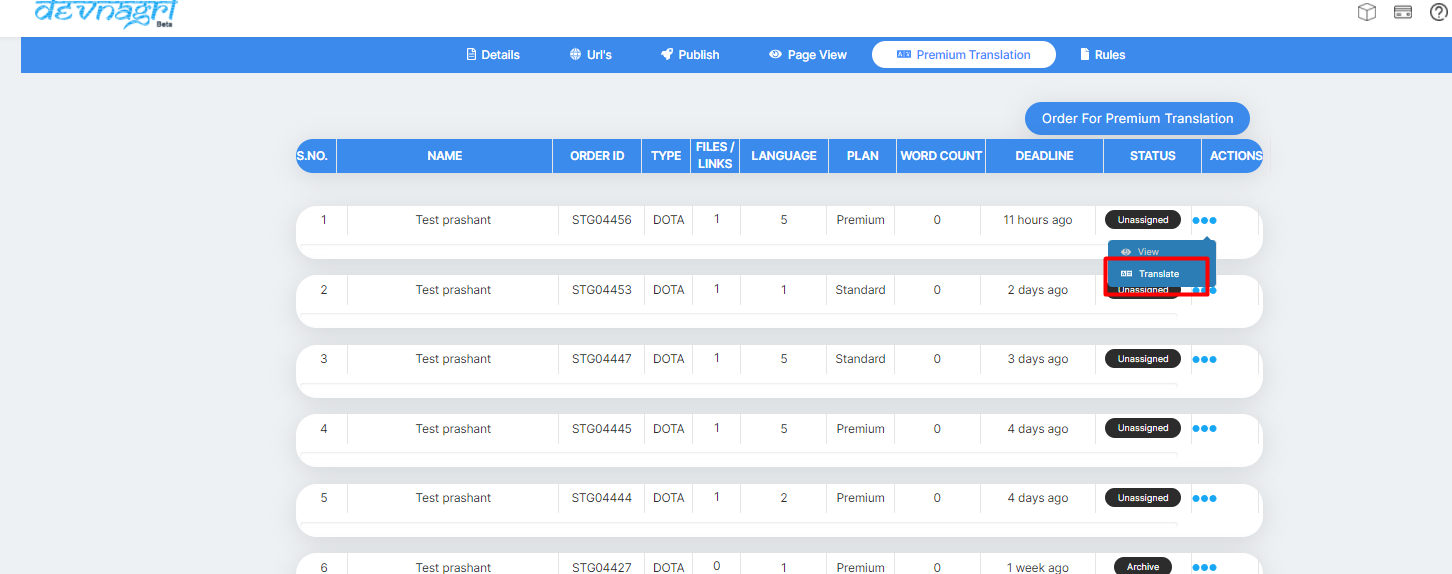 devnagri
Beta
Details Url's Publish Page View Premium Translation Rules
Order For Premium Translation
S.NO. NAME ORDER ID TYPE FILES / LINKS LANGUAGE PLAN WORD COUNT DEADLINE STATUS ACTIONS
1 Test prashant STG04456 DOTA 1 5 Premium 0 11 hours ago Unassigned
View
Translate
2 Test prashant STG04453 DOTA 1 1 Standard 0 2 days ago Unassigned
3 Test prashant STG04447 DOTA 1 5 Standard 0 3 days ago Unassigned
4 Test prashant STG04445 DOTA 1 5 Premium 0 4 days ago Unassigned
5 Test prashant STG04444 DOTA 1 2 Premium 0 4 days ago Unassigned
6 Test prashant STG04427 DOTA 0 1 Premium 0 1 week ago Archive